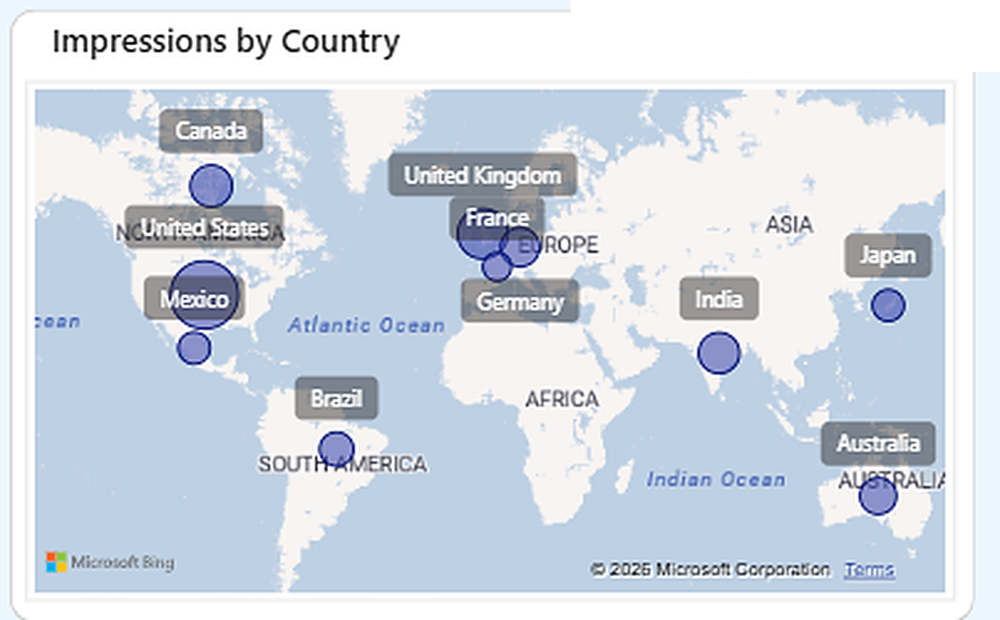 Impressions by Country
Canada
United Kingdom
United States
France
EUROPE
ASIA
Japan
Mexico
Germany
India
cean
Atlantic Ocean
Brazil
AFRICA
Australia
SOUTH AMERICA
Indian Ocean
AUSTRALIA
Microsoft Bing
© 2026 Microsoft Corporation Terms